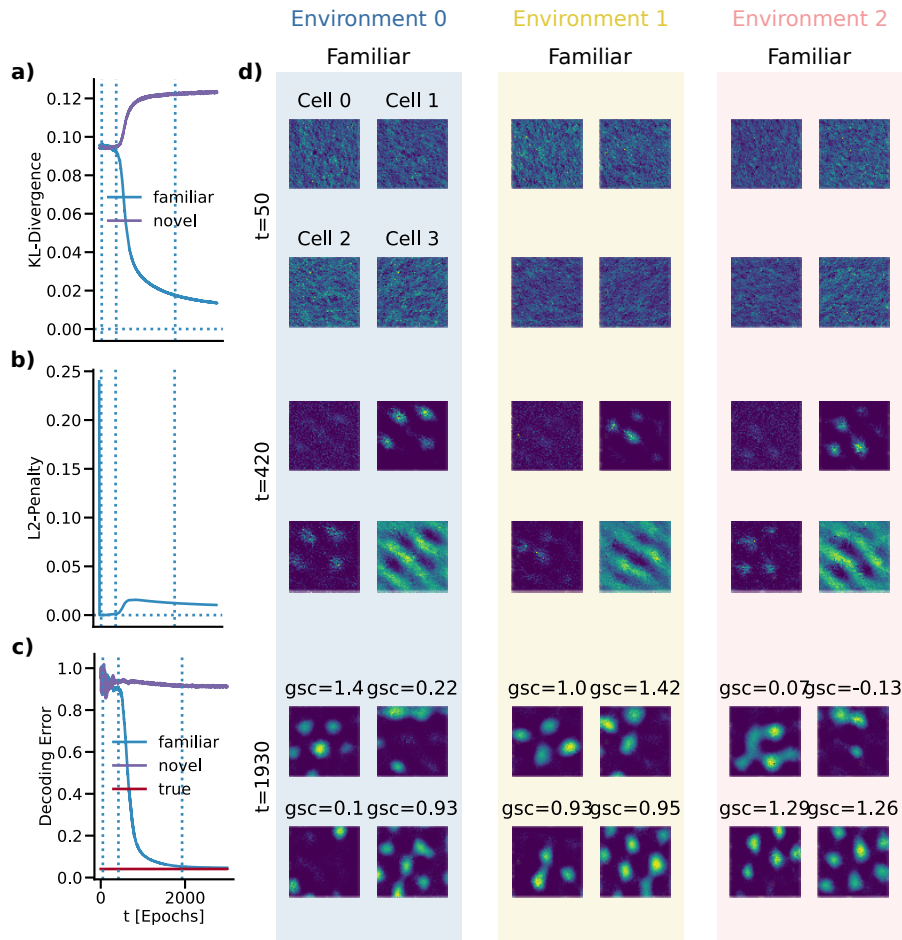 Environment 0 Environment 1 Environment 2
Familiar Familiar Familiar
a)
KL-Divergence
0.12
0.10
0.08
0.06
0.04
0.02
0.00
familiar
novel
b)
L2-Penalty
0.25
0.20
0.15
0.10
0.05
0.00
c)
Decoding Error
1.0
0.8
0.6
0.4
0.2
0.0
familiar
novel
true
0 2000
t [Epochs]
d)
t=50
Cell 0 Cell 1
Cell 2 Cell 3
t=420
t=1930
gsc=1.4 gsc=0.22 gsc=1.0 gsc=1.42 gsc=0.07 gsc=-0.13
gsc=0.1 gsc=0.93 gsc=0.93 gsc=0.95 gsc=1.29 gsc=1.26